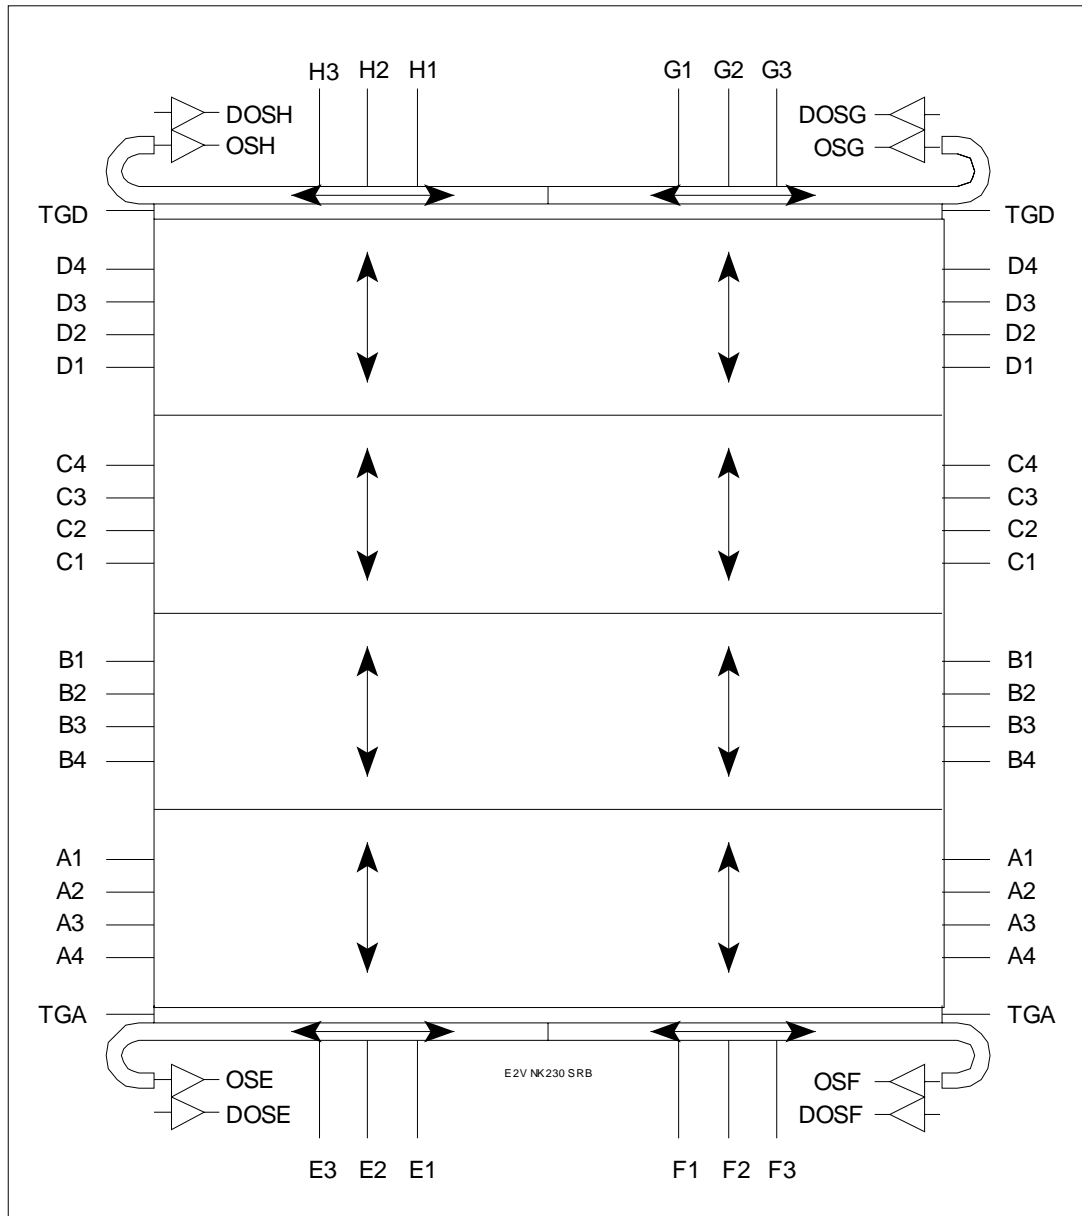 H3 H2 H1 G1 G2 G3
DOSH DOSG
OSH OSG
TGD TGD
D4 D4
D3 D3
D2 D2
D1 D1
C4 C4
C3 C3
C2 C2
C1 C1
B1 B1
B2 B2
B3 B3
B4 B4
A1 A1
A2 A2
A3 A3
A4 A4
TGA TGA
E2V NK230 SRB
OSE OSF
DOSE DOSF
E3 E2 E1 F1 F2 F3